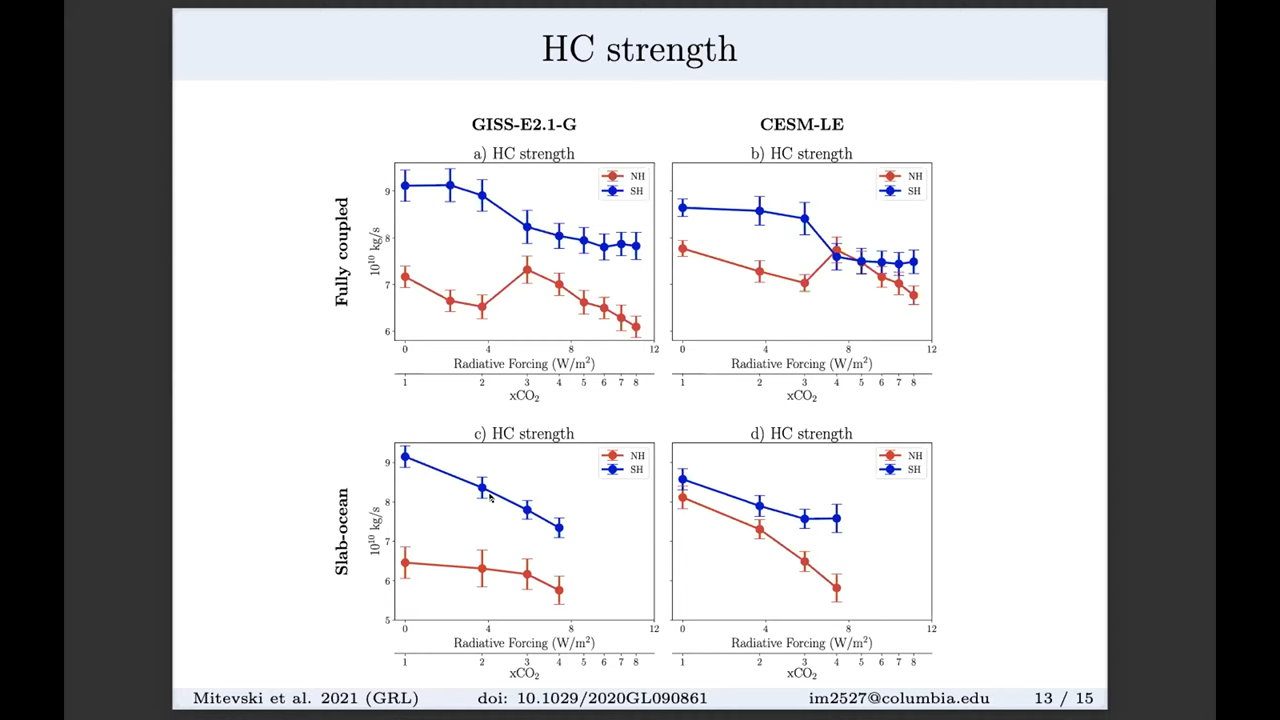 HC strength
GISS-E2.1-G
CESM-LE
Fully coupled
a) HC strength
NH
SH
9
8
7
6
10^10 kg/s
0 4 8 12
Radiative Forcing (W/m²)
1 2 3 4 5 6 7 8
xCO₂
b) HC strength
NH
SH
0 4 8 12
Radiative Forcing (W/m²)
1 2 3 4 5 6 7 8
xCO₂
Slab-ocean
c) HC strength
NH
SH
9
8
7
6
5
10^10 kg/s
0 4 8 12
Radiative Forcing (W/m²)
1 2 3 4 5 6 7 8
xCO₂
d) HC strength
NH
SH
0 4 8 12
Radiative Forcing (W/m²)
1 2 3 4 5 6 7 8
xCO₂
Mitevski et al. 2021 (GRL) doi: 10.1029/2020GL090861 im2527@columbia.edu 13 / 15